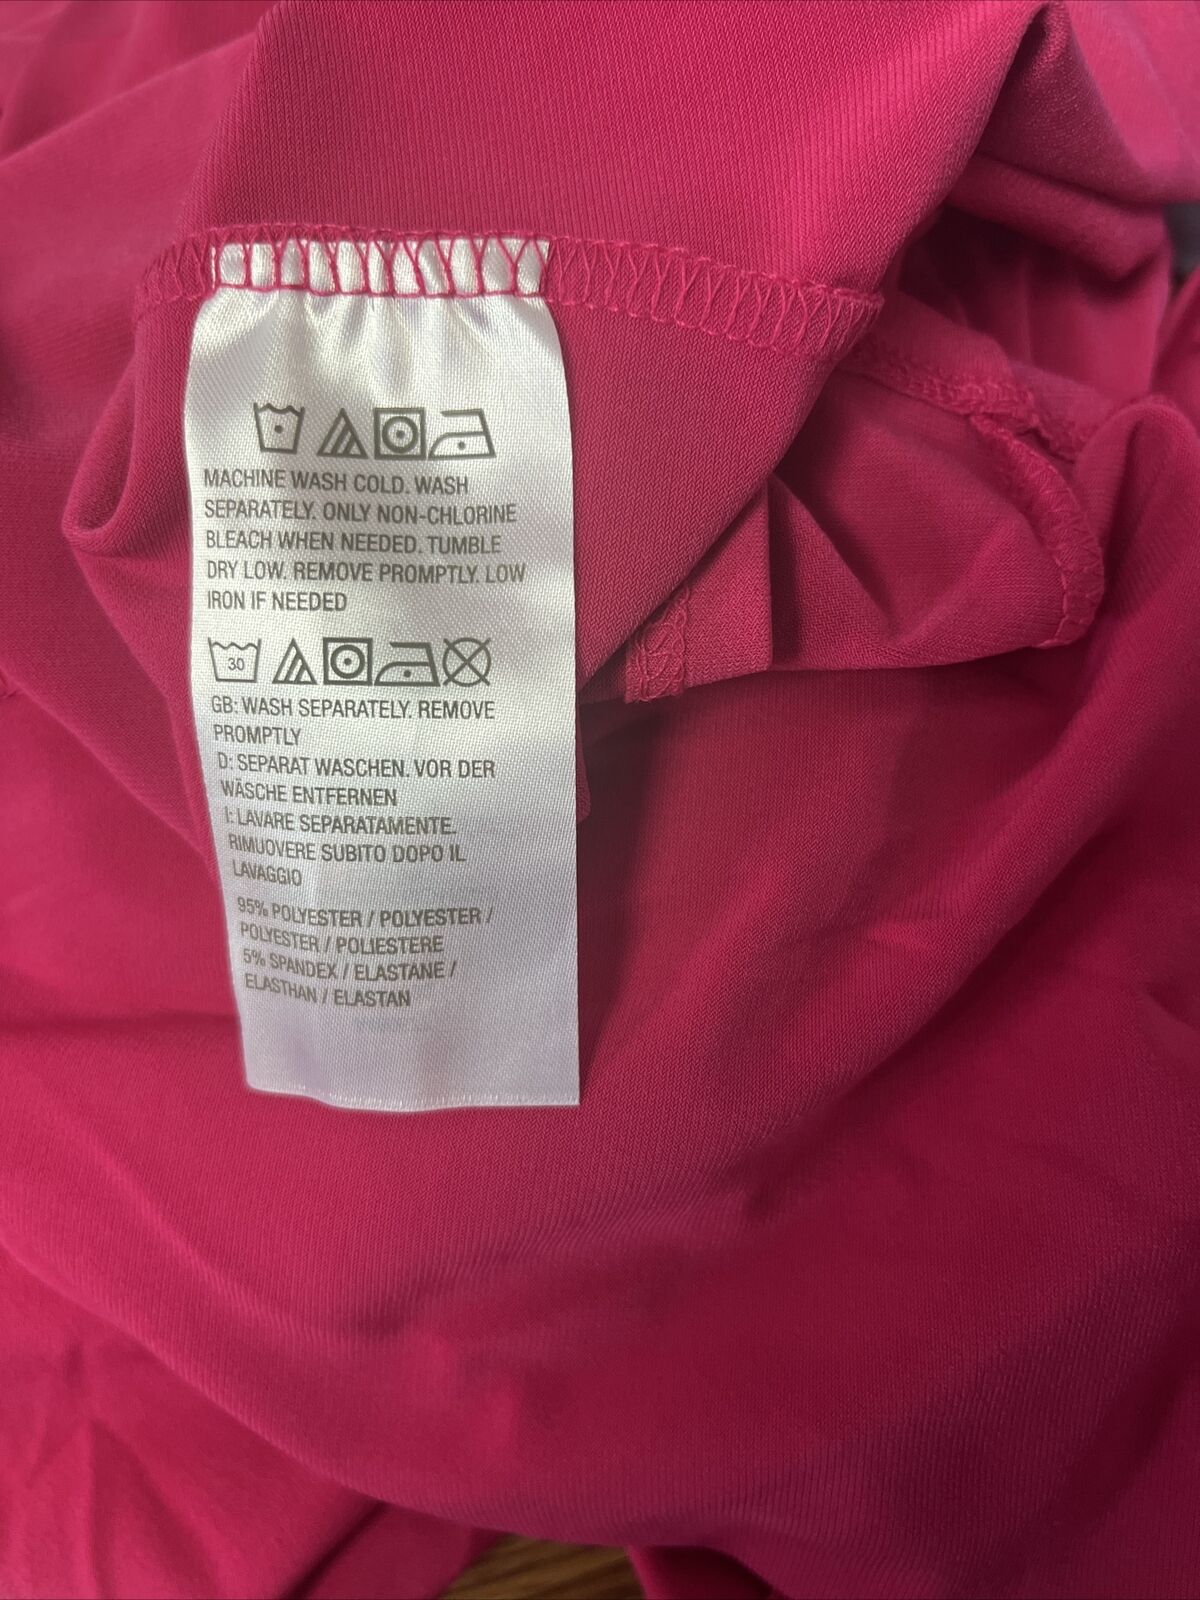 MACHINE WASH COLD. WASH
SEPARATELY. ONLY NON-CHLORINE
BLEACH WHEN NEEDED. TUMBLE
DRY LOW. REMOVE PROMPTLY. LOW
IRON IF NEEDED
30
GB: WASH SEPARATELY. REMOVE
PROMPTLY
D: SEPARAT WASCHEN. VOR DER
WÄSCHE ENTFERNEN
I: LAVARE SEPARATAMENTE.
RIMUOVERE SUBITO DOPO IL
LAVAGGIO
95% POLYESTER / POLYESTER /
POLYESTER / POLIESTERE
5% SPANDEX / ELASTANE /
ELASTHAN / ELASTAN